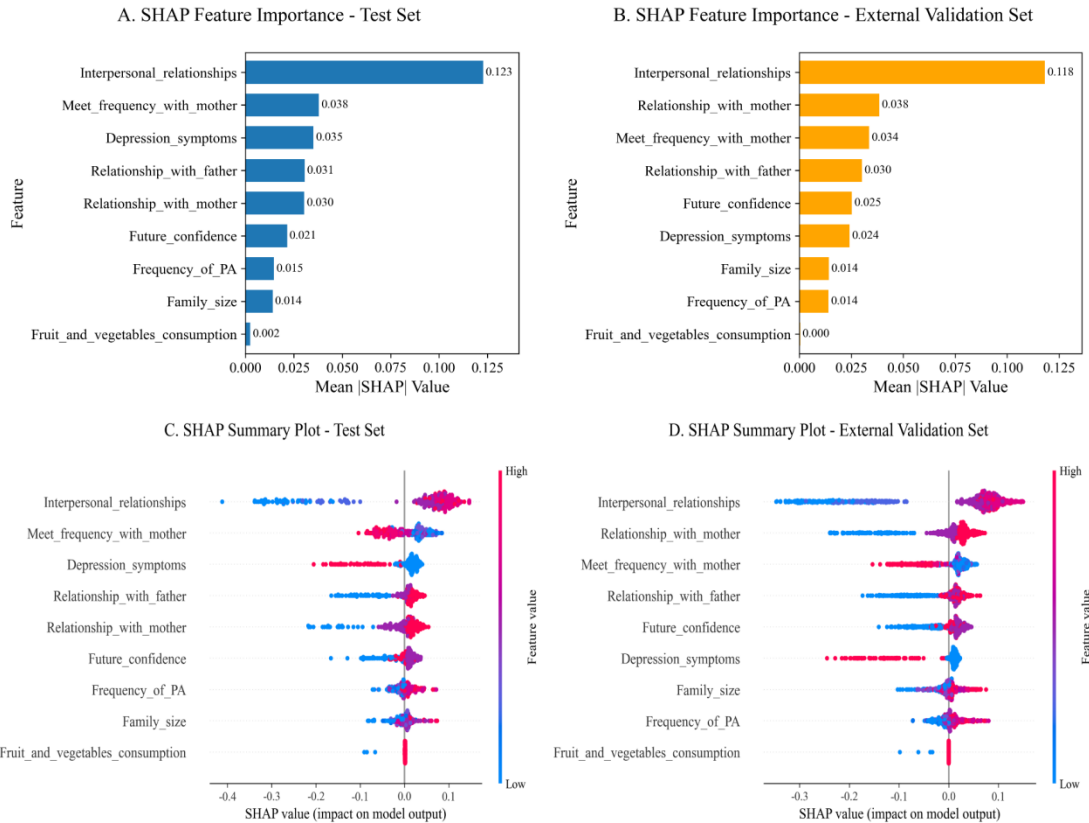 A. SHAP Feature Importance - Test Set
Feature
Interpersonal_relationships
0.123
Meet_frequency_with_mother
0.038
Depression_symptoms
0.035
Relationship_with_father
0.031
Relationship_with_mother
0.030
Future_confidence
0.021
Frequency_of_PA
0.015
Family_size
0.014
Fruit_and_vegetables_consumption
0.002
0.000 0.025 0.050 0.075 0.100 0.125
Mean |SHAP| Value
B. SHAP Feature Importance - External Validation Set
Feature
Interpersonal_relationships
0.118
Relationship_with_mother
0.038
Meet_frequency_with_mother
0.034
Relationship_with_father
0.030
Future_confidence
0.025
Depression_symptoms
0.024
Family_size
0.014
Frequency_of_PA
0.014
Fruit_and_vegetables_consumption
0.000
0.000 0.025 0.050 0.075 0.100 0.125
Mean |SHAP| Value
C. SHAP Summary Plot - Test Set
Interpersonal_relationships
Meet_frequency_with_mother
Depression_symptoms
Relationship_with_father
Relationship_with_mother
Future_confidence
Frequency_of_PA
Family_size
Fruit_and_vegetables_consumption
-0.4 -0.3 -0.2 -0.1 0.0 0.1
SHAP value (impact on model output)
High
Feature value
Low
D. SHAP Summary Plot - External Validation Set
Interpersonal_relationships
Relationship_with_mother
Meet_frequency_with_mother
Relationship_with_father
Future_confidence
Depression_symptoms
Family_size
Frequency_of_PA
Fruit_and_vegetables_consumption
-0.3 -0.2 -0.1 0.0 0.1
SHAP value (impact on model output)
High
Feature value
Low